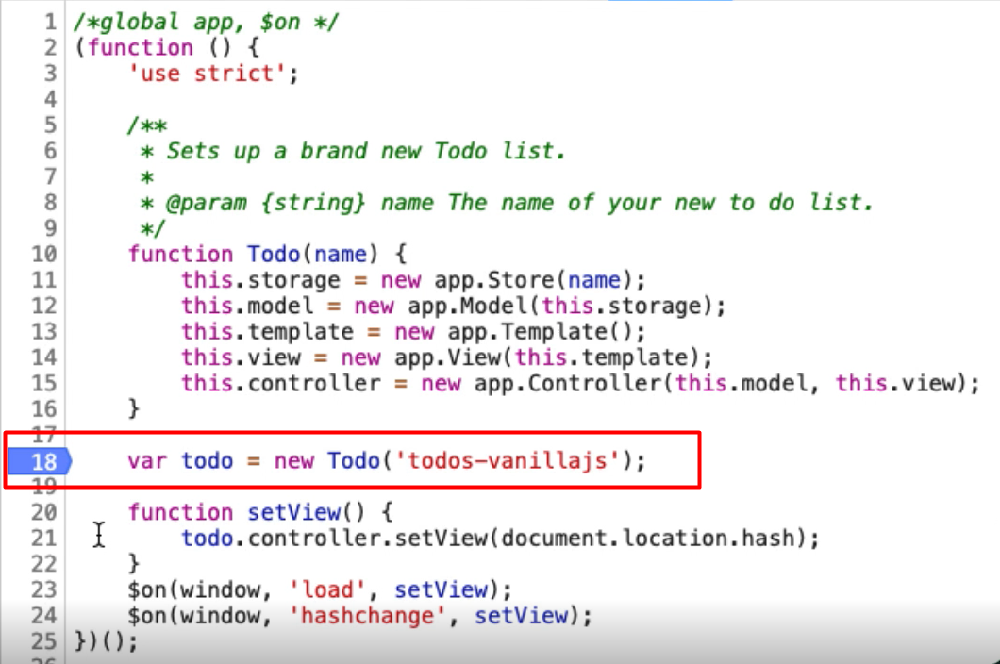 1 /*global app, $on */
2 (function () {
3     'use strict';
4
5     /**
6      * Sets up a brand new Todo list.
7      *
8      * @param {string} name The name of your new to do list.
9      */
10     function Todo(name) {
11         this.storage = new app.Store(name);
12         this.model = new app.Model(this.storage);
13         this.template = new app.Template();
14         this.view = new app.View(this.template);
15         this.controller = new app.Controller(this.model, this.view);
16     }
17
18     var todo = new Todo('todos-vanillajs');
19
20     function setView() {
21         todo.controller.setView(document.location.hash);
22     }
23     $on(window, 'load', setView);
24     $on(window, 'hashchange', setView);
25 })();